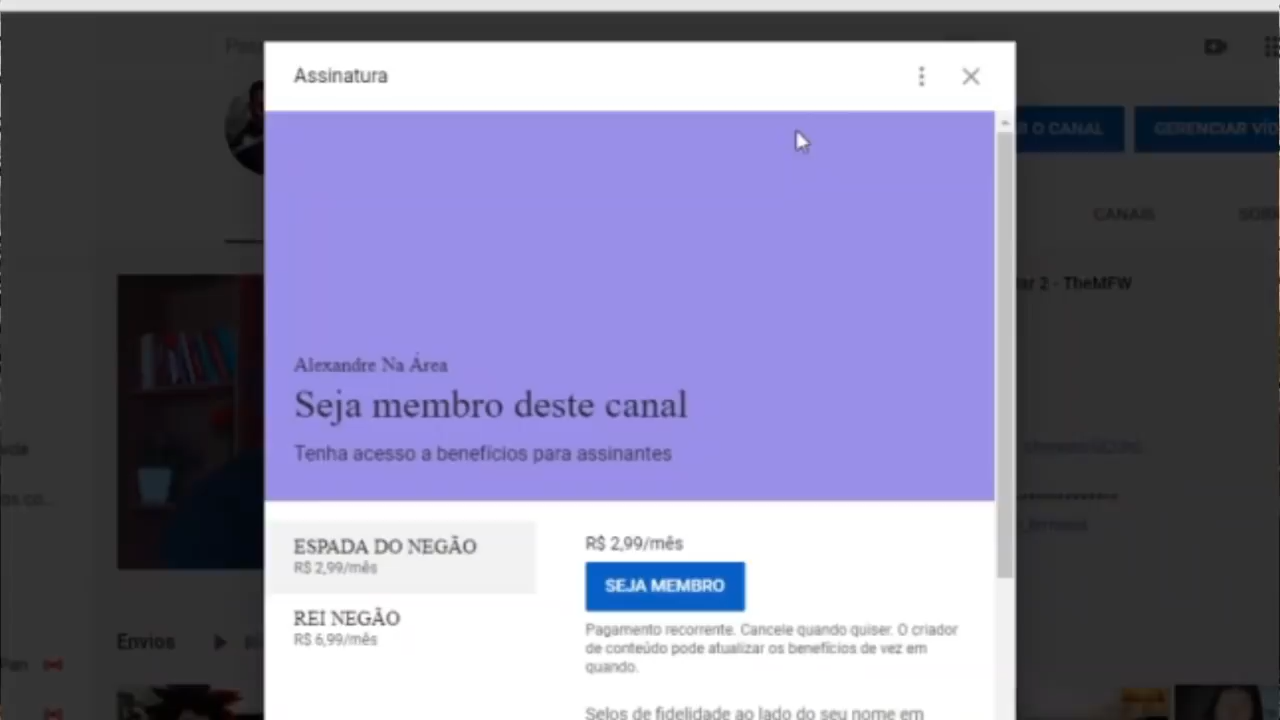 Assinatura
O CANAL
GERENCIAR VÍD
CANAIS
SOB
ar 2 - TheMFW
Alexandre Na Área
Seja membro deste canal
Tenha acesso a benefícios para assinantes
ESPADA DO NEGÃO
R$ 2,99/mês
REI NEGÃO
R$ 6,99/mês
R$ 2,99/mês
SEJA MEMBRO
Pagamento recorrente. Cancele quando quiser. O criador
de conteúdo pode atualizar os benefícios de vez em
quando.
Selos de fidelidade ao lado do seu nome em
Envios